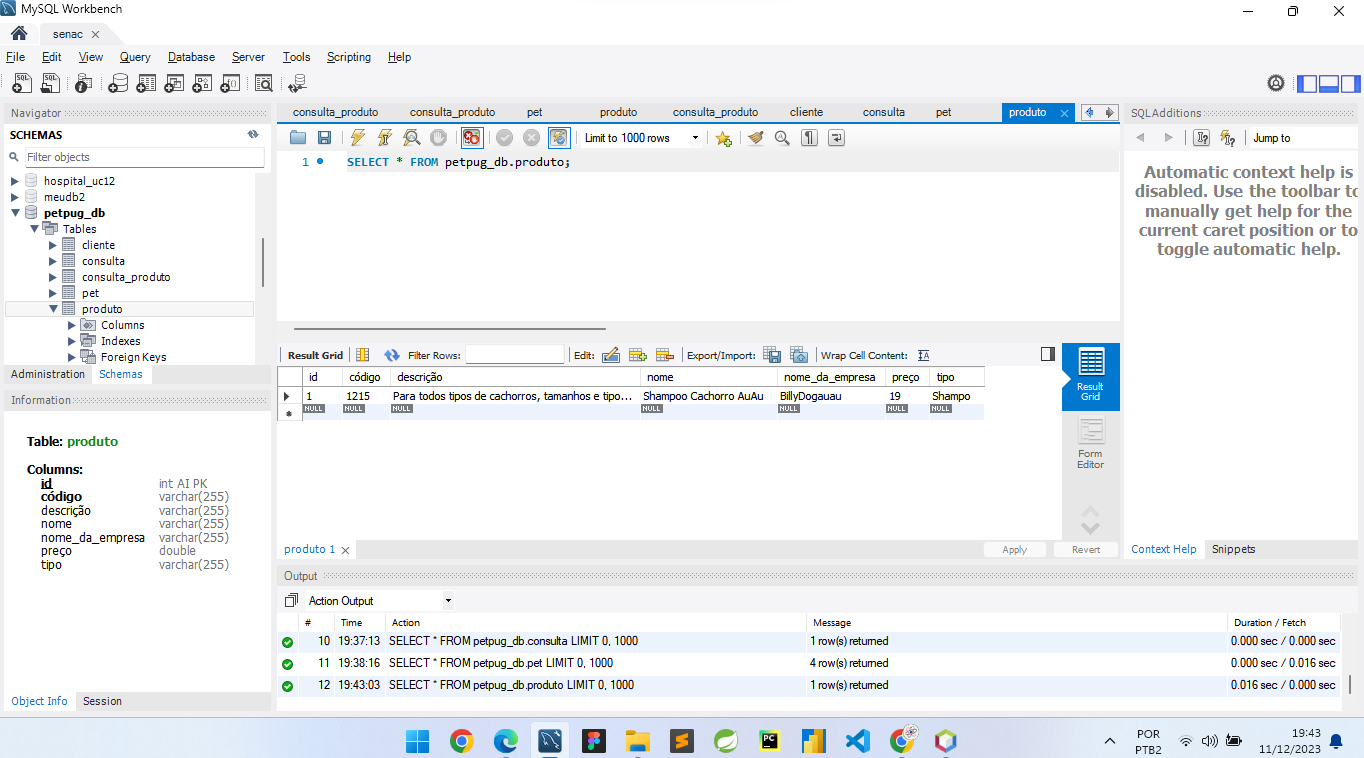 MySQL Workbench
senac
File Edit View Query Database Server Tools Scripting Help
Navigator
SCHEMAS
Filter objects
hospital_uc12
meudb2
petpug_db
Tables
cliente
consulta
consulta_produto
pet
produto
Columns
Indexes
Foreign Keys
Administration Schemas
Information
Table: produto
Columns:
id int AI PK
código varchar(255)
descrição varchar(255)
nome varchar(255)
nome_da_empresa varchar(255)
preço double
tipo varchar(255)
Object Info Session
consulta_produto consulta_produto pet produto consulta_produto cliente consulta pet produto
Limit to 1000 rows
1 SELECT * FROM petpug_db.produto;
Result Grid Filter Rows: Edit: Export/Import: Wrap Cell Content:
id código descrição nome nome_da_empresa preço tipo
1 1215 Para todos tipos de cachorros, tamanhos e tipo... Shampoo Cachorro AuAu BillyDogauau 19 Shampo
NULL NULL NULL NULL NULL NULL NULL
Result
Grid
Form
Editor
produto 1 Apply Revert
SQLAdditions
Jump to
Automatic context help is
disabled. Use the toolbar to
manually get help for the
current caret position or to
toggle automatic help.
Context Help Snippets
Output
Action Output
# Time Action Message Duration / Fetch
10 19:37:13 SELECT * FROM petpug_db.consulta LIMIT 0, 1000 1 row(s) returned 0.000 sec / 0.000 sec
11 19:38:16 SELECT * FROM petpug_db.pet LIMIT 0, 1000 4 row(s) returned 0.000 sec / 0.016 sec
12 19:43:03 SELECT * FROM petpug_db.produto LIMIT 0, 1000 1 row(s) returned 0.016 sec / 0.000 sec
POR
PTB2
19:43
11/12/2023